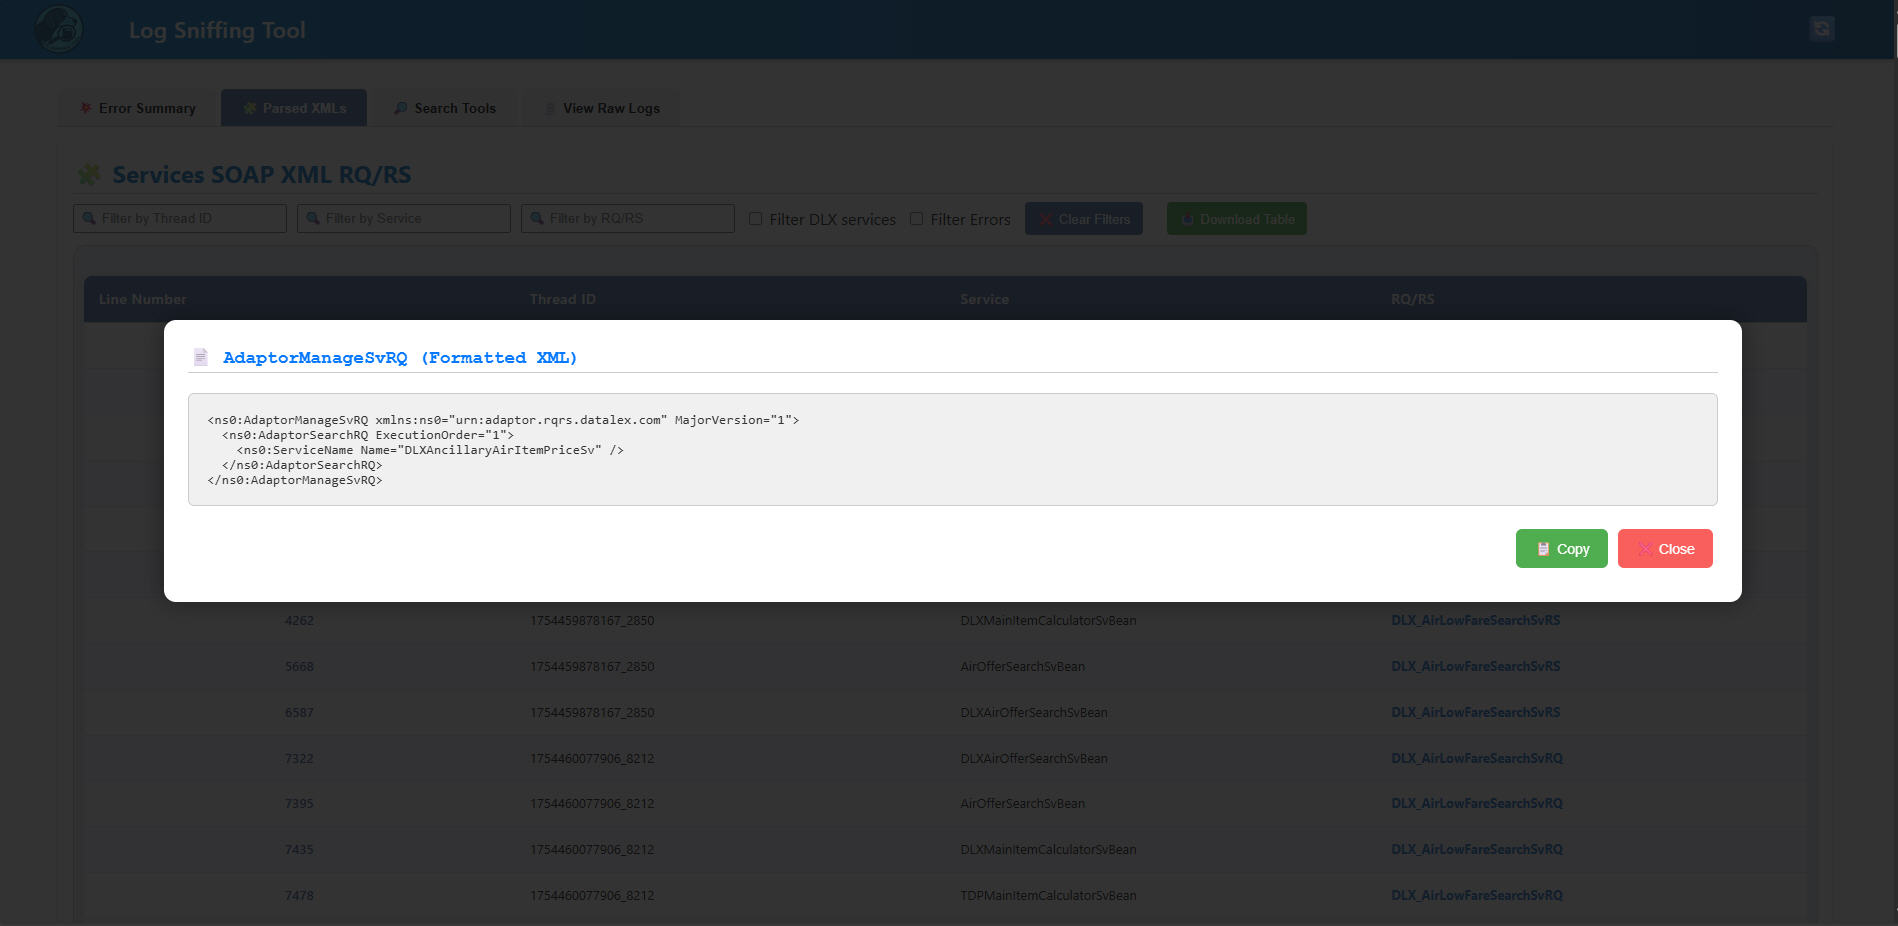 Log Sniffing Tool
Error Summary
Parsed XMLs
Search Tools
View Raw Logs
Services SOAP XML RQ/RS
Filter by Thread ID
Filter by Service
Filter by RQ/RS
Filter DLX services
Filter Errors
Clear Filters
Download Table
Line Number Thread ID Service RQ/RS
AdaptorManageSvRQ (Formatted XML)
<ns0:AdaptorManageSvRQ xmlns:ns0="urn:adaptor.rqrs.datalex.com" MajorVersion="1">
<ns0:AdaptorSearchRQ ExecutionOrder="1">
<ns0:ServiceName Name="DLXAncillaryAirItemPriceSv" />
</ns0:AdaptorSearchRQ>
</ns0:AdaptorManageSvRQ>
Copy
Close
4262 1754459878167_2850 DLXMainItemCalculatorSvBean DLX_AirLowFareSearchSvRS
5668 1754459878167_2850 AirOfferSearchSvBean DLX_AirLowFareSearchSvRS
6587 1754459878167_2850 DLXAirOfferSearchSvBean DLX_AirLowFareSearchSvRS
7322 1754460077906_8212 DLXAirOfferSearchSvBean DLX_AirLowFareSearchSvRQ
7395 1754460077906_8212 AirOfferSearchSvBean DLX_AirLowFareSearchSvRQ
7435 1754460077906_8212 DLXMainItemCalculatorSvBean DLX_AirLowFareSearchSvRQ
7478 1754460077906_8212 TDPMainItemCalculatorSvBean DLX_AirLowFareSearchSvRQ